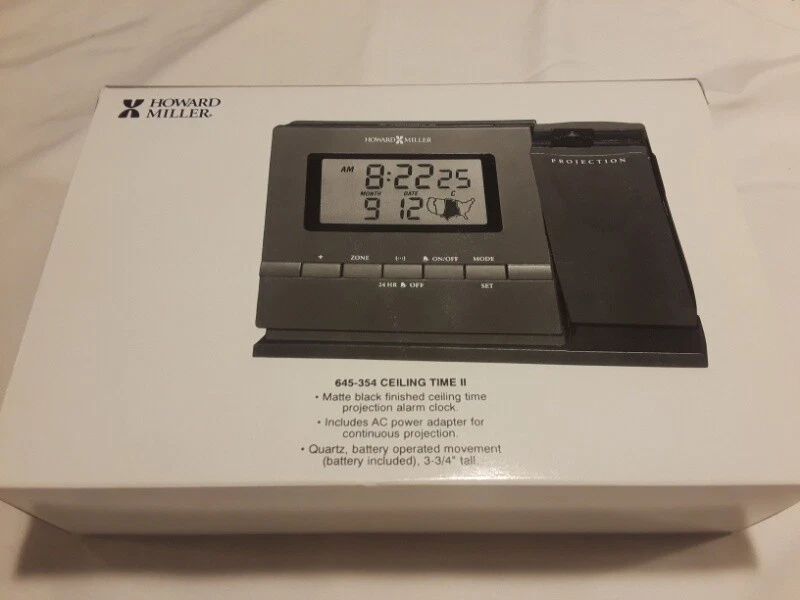 HOWARD
MILLER
HOWARD MILLER
AM 8:22 25
MONTH DATE C
9 12
PROJECTION
+ ZONE ((·)) ON/OFF MODE
24 HR OFF SET
645-354 CEILING TIME II
• Matte black finished ceiling time
projection alarm clock.
• Includes AC power adapter for
continuous projection.
• Quartz, battery operated movement
(battery included), 3-3/4" tall.